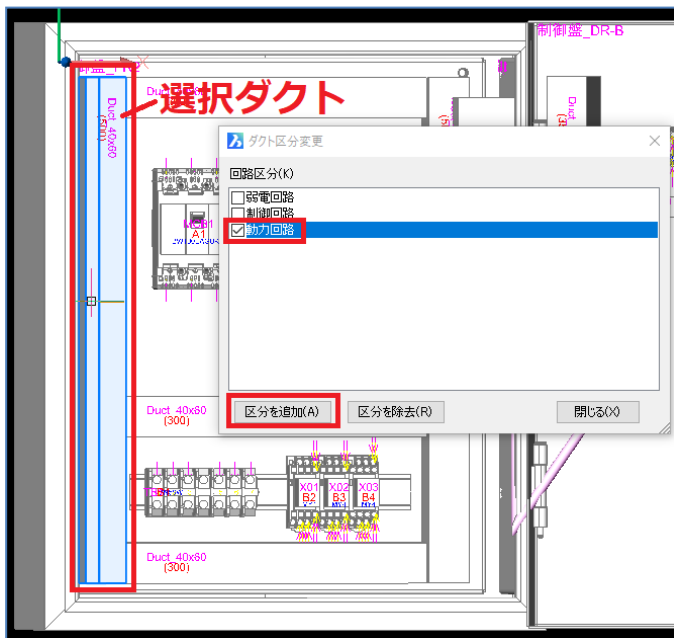 制御盤_DR-B
選択ダクト
Duct_40x60
ダクト区分変更
回路区分(K)
弱電回路
制御回路
動力回路
MCB1
A1
区分を追加(A)
区分を除去(R)
閉じる(X)
Duct_40x60
(300)
X01
X02
X03
B2
B3
B4
Duct_40x60
(300)